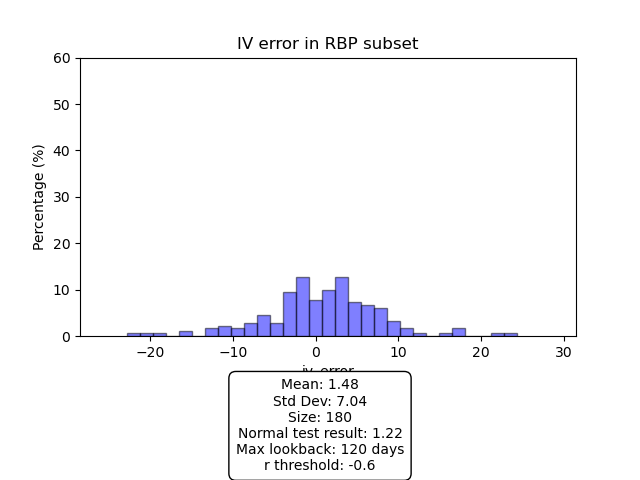 IV error in RBP subset
60
50
40
30
20
10
0
Percentage (%)
−20 −10 0 10 20 30
iv_error
Mean: 1.48
Std Dev: 7.04
Size: 180
Normal test result: 1.22
Max lookback: 120 days
r threshold: -0.6